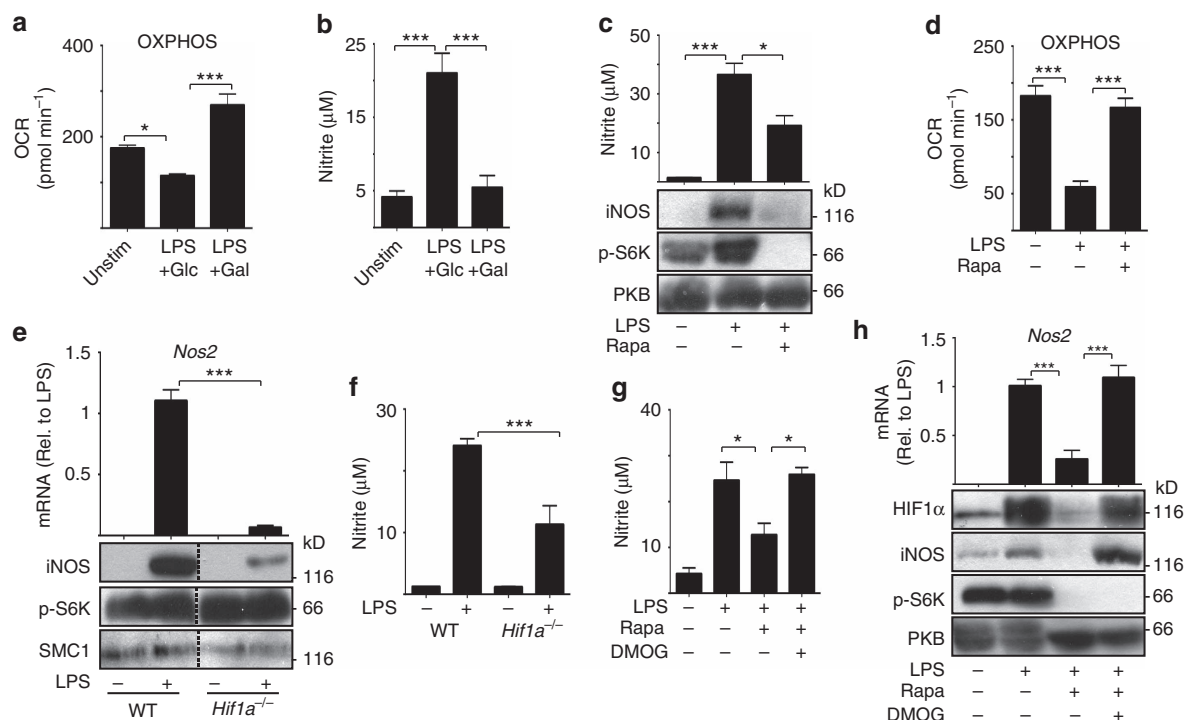 a
OXPHOS
400
200
OCR
(pmol min⁻¹)
***
*
Unstim
LPS
+Glc
LPS
+Gal
b
25
15
5
Nitrite (μM)
*** ***
Unstim
LPS
+Glc
LPS
+Gal
c
50
40
30
20
10
0
Nitrite (μM)
*** *
kD
iNOS 116
p-S6K 66
PKB 66
LPS – + +
Rapa – – +
d
OXPHOS
250
150
50
OCR
(pmol min⁻¹)
*** ***
LPS – + +
Rapa – – +
e
Nos2
1.5
1
0.5
mRNA (Rel. to LPS)
***
kD
iNOS 116
p-S6K 66
SMC1 116
LPS – + – +
WT Hif1a⁻/⁻
f
30
10
Nitrite (μM)
***
LPS – + – +
WT Hif1a⁻/⁻
g
40
10
Nitrite (μM)
* *
LPS – + + +
Rapa – – + +
DMOG – – – +
h
Nos2
1.5
1
0.5
mRNA
(Rel. to LPS)
*** ***
kD
HIF1α 116
iNOS 116
p-S6K 66
PKB 66
LPS – + + +
Rapa – – + +
DMOG – – – +